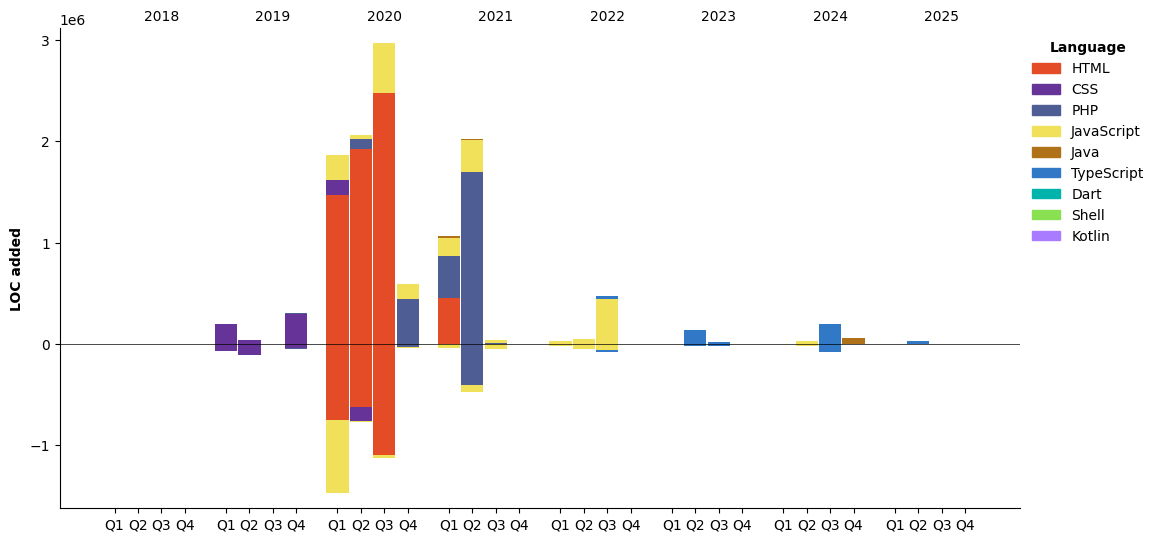 2018 2019 2020 2021 2022 2023 2024 2025
1e6
3
2
1
0
−1
LOC added
Q1 Q2 Q3 Q4 Q1 Q2 Q3 Q4 Q1 Q2 Q3 Q4 Q1 Q2 Q3 Q4 Q1 Q2 Q3 Q4 Q1 Q2 Q3 Q4 Q1 Q2 Q3 Q4 Q1 Q2 Q3 Q4
Language
HTML
CSS
PHP
JavaScript
Java
TypeScript
Dart
Shell
Kotlin